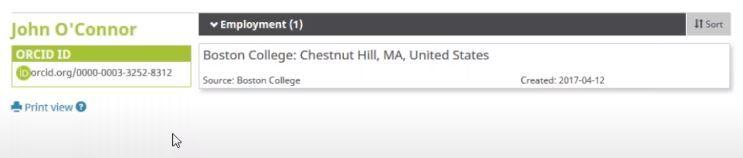 John O'Connor
ORCID ID
iD orcid.org/0000-0003-3252-8312
Print view ?
Employment (1)
Sort
Boston College: Chestnut Hill, MA, United States
Source: Boston College Created: 2017-04-12